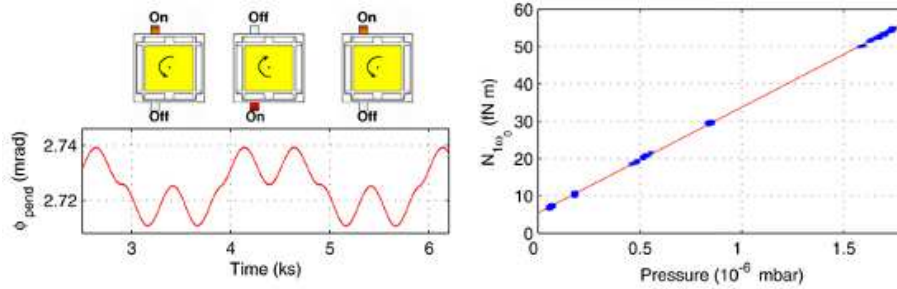 On Off On
Off On Off
2.74
2.72
ϕ pend (mrad)
3 4 5 6
Time (ks)
60
50
40
30
20
10
0
N 1ω0 (fN m)
0 0.5 1 1.5
Pressure (10-6 mbar)